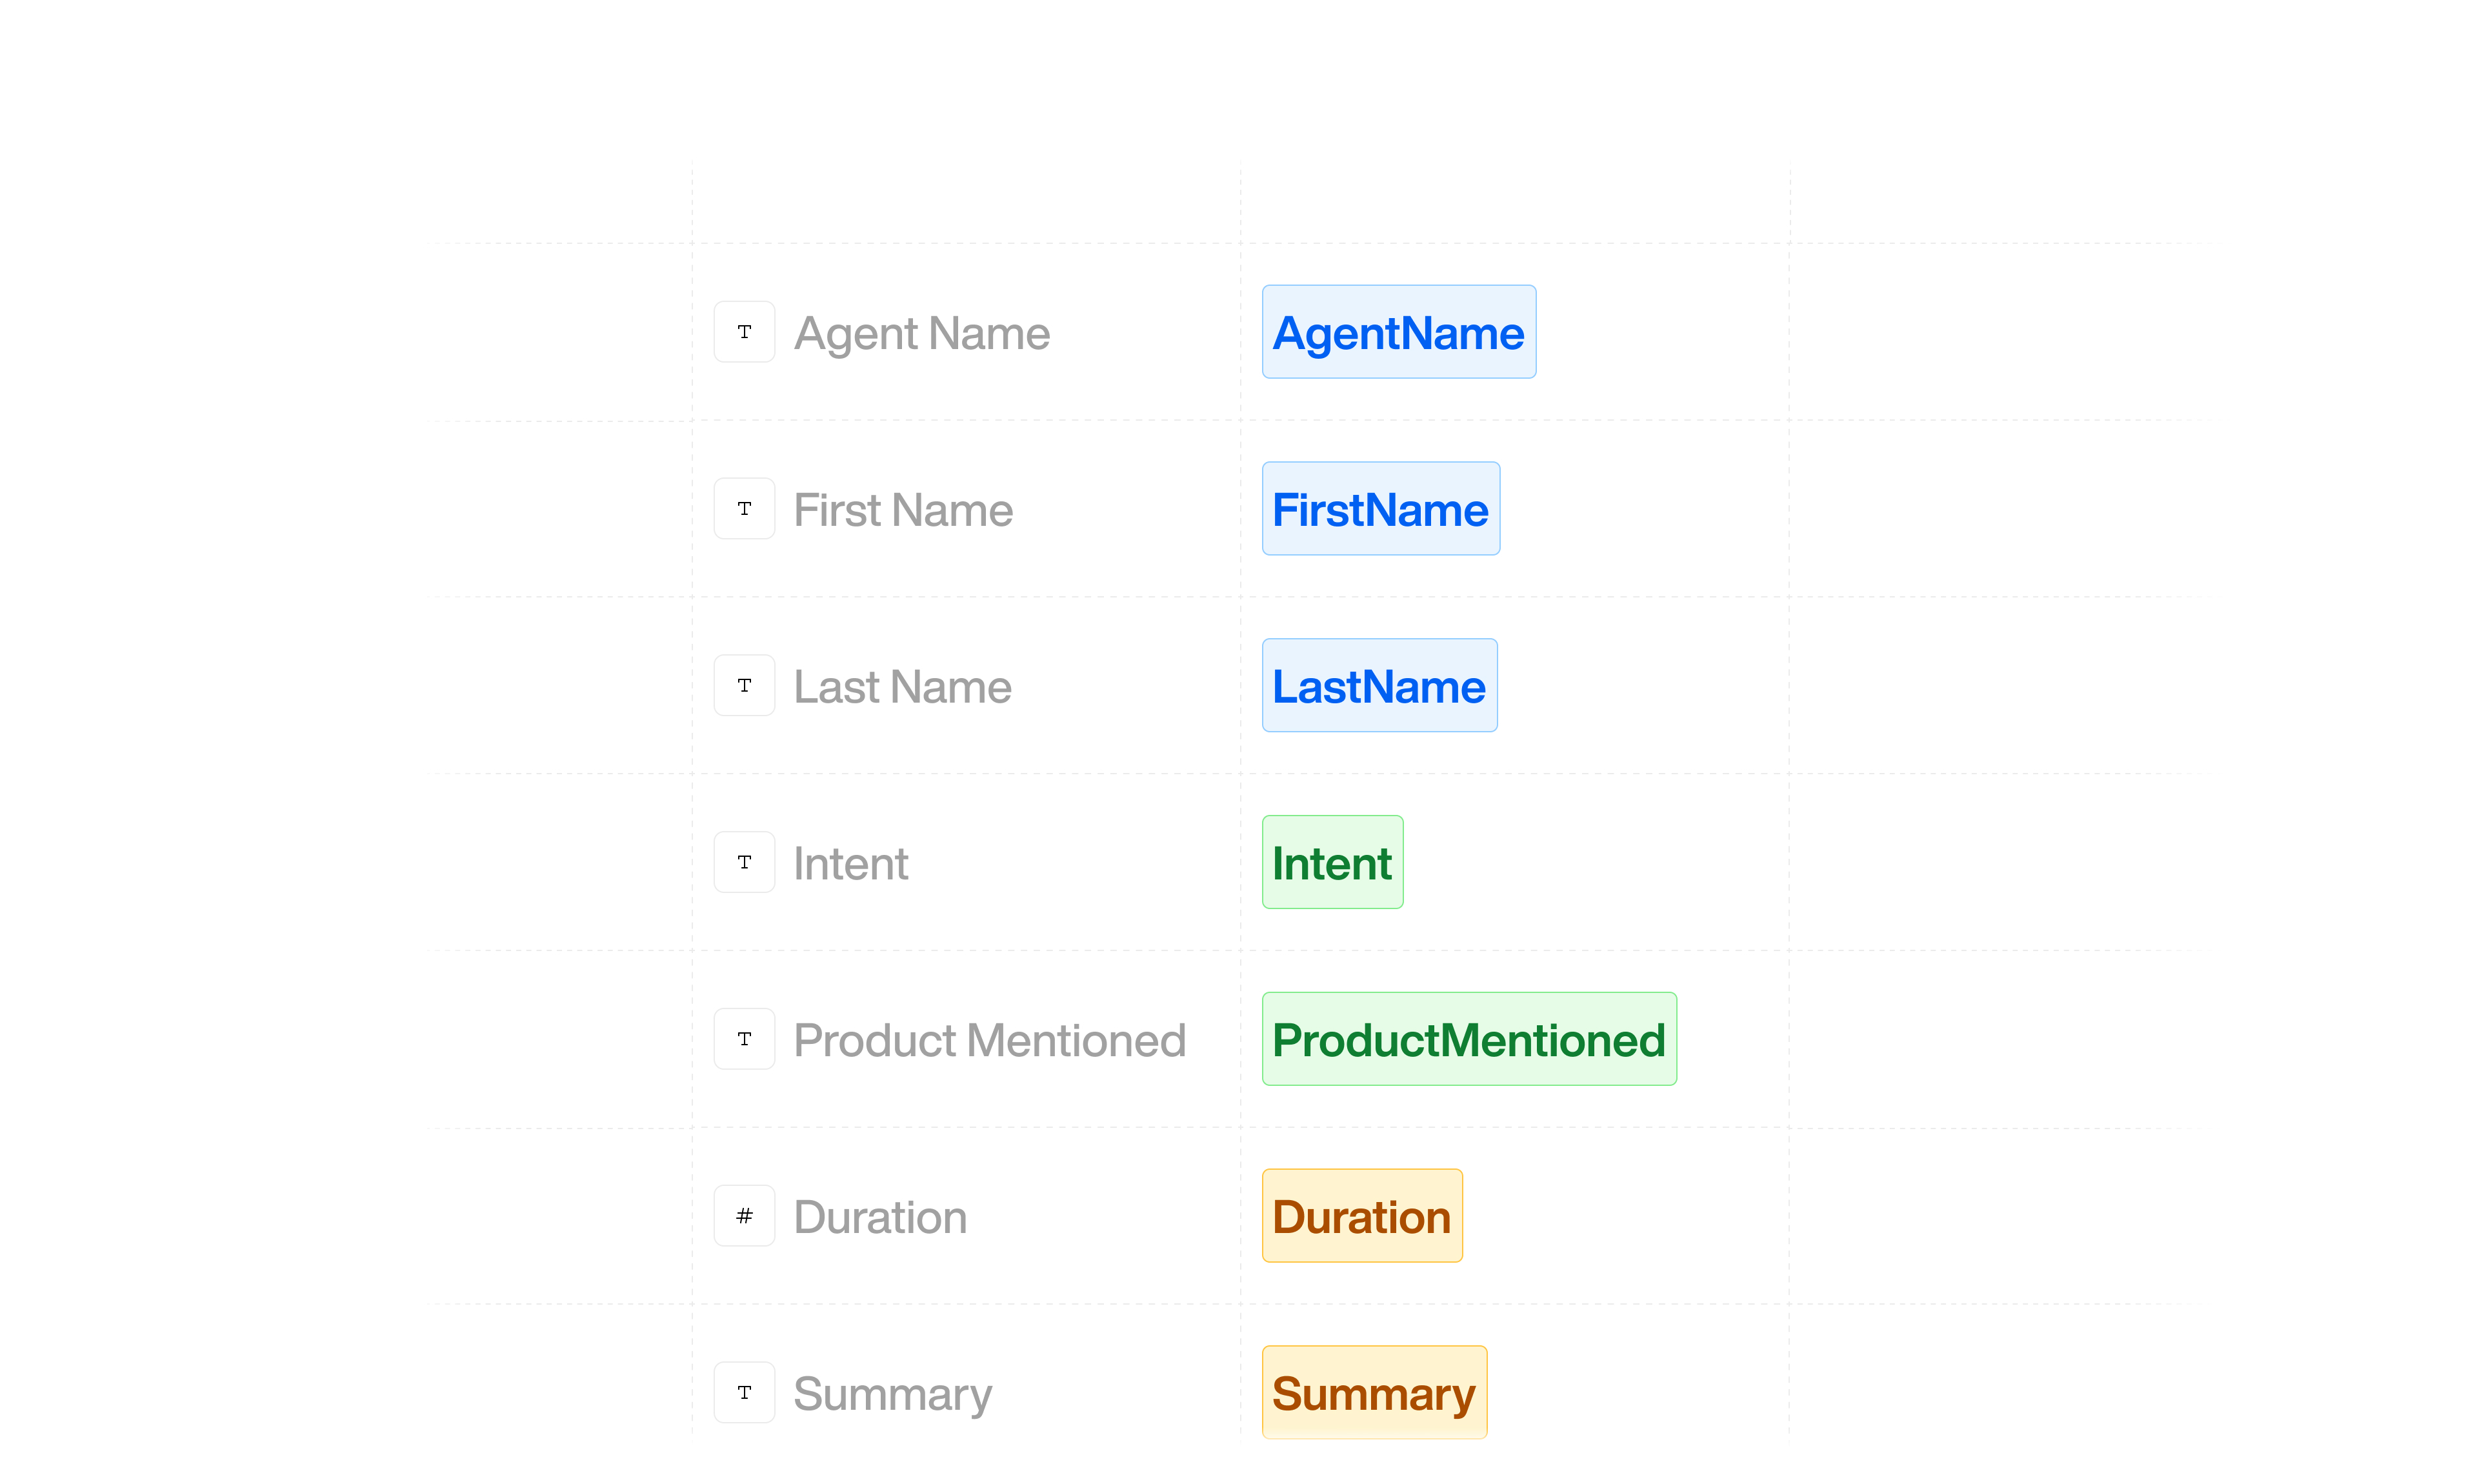 T Agent Name AgentName
T First Name FirstName
T Last Name LastName
T Intent Intent
T Product Mentioned ProductMentioned
# Duration Duration
T Summary Summary